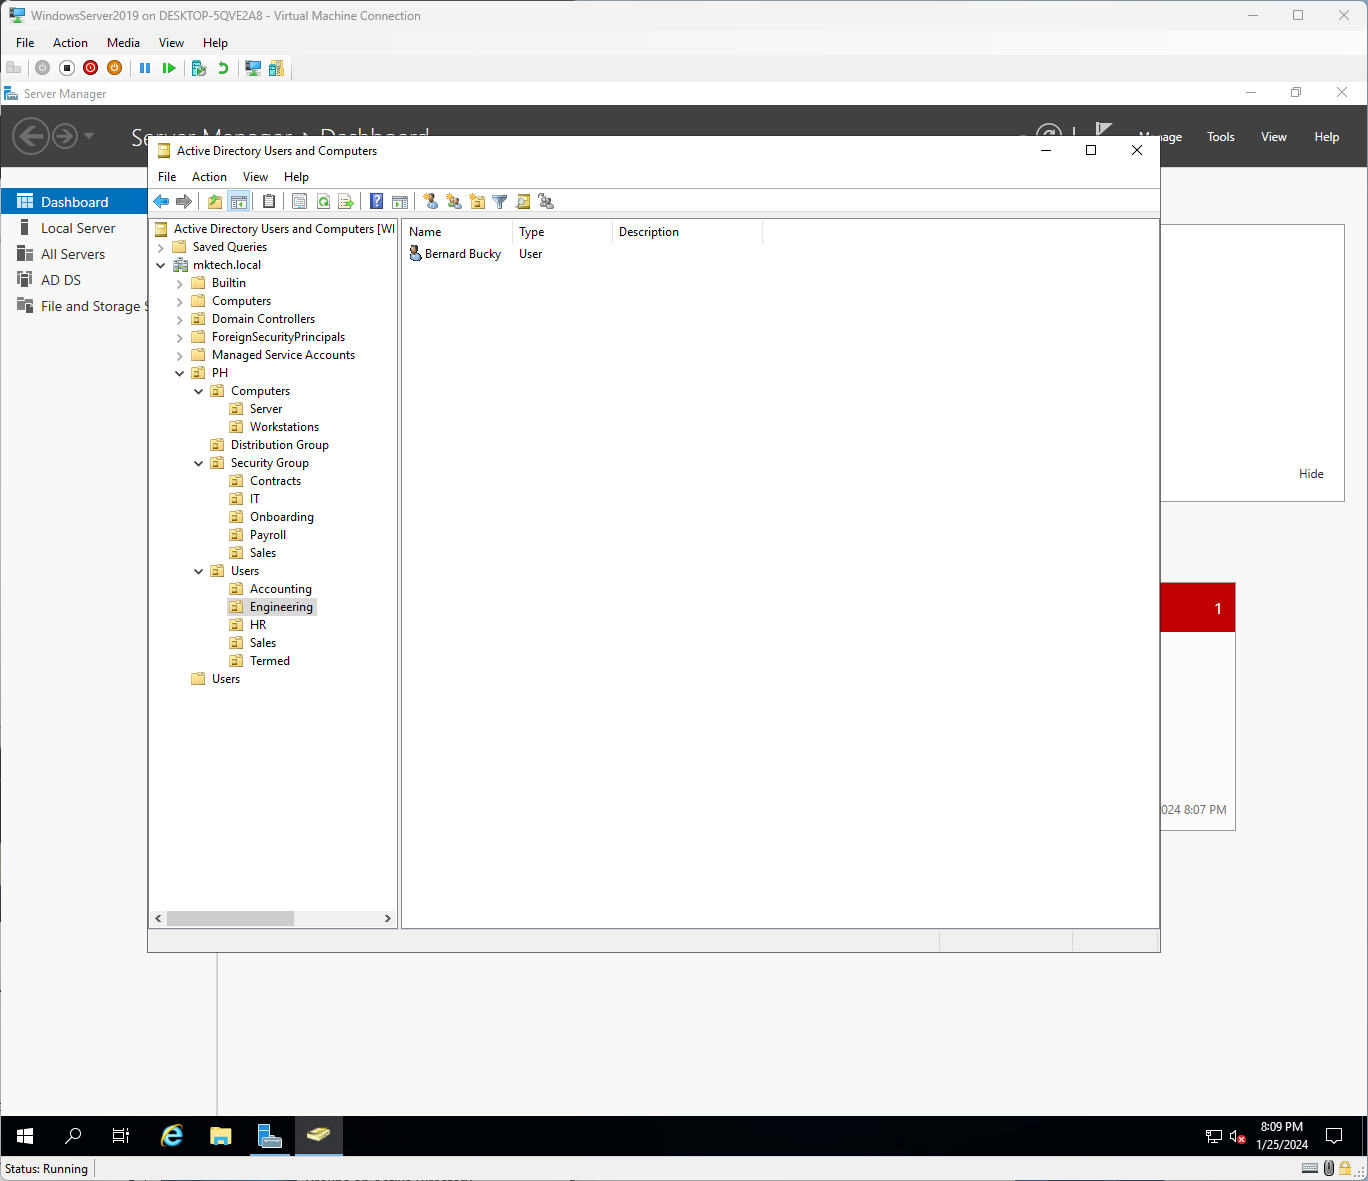 WindowsServer2019 on DESKTOP-5QVE2A8 - Virtual Machine Connection
File Action Media View Help
Server Manager
Server Manager Dashboard
Manage Tools View Help
Active Directory Users and Computers
File Action View Help
Dashboard
Local Server
All Servers
AD DS
File and Storage S
Active Directory Users and Computers [WI
Saved Queries
mktech.local
Builtin
Computers
Domain Controllers
ForeignSecurityPrincipals
Managed Service Accounts
PH
Computers
Server
Workstations
Distribution Group
Security Group
Contracts
IT
Onboarding
Payroll
Sales
Users
Accounting
Engineering
HR
Sales
Termed
Users
Name Type Description
Bernard Bucky User
Hide
1
024 8:07 PM
8:09 PM
1/25/2024
Status: Running